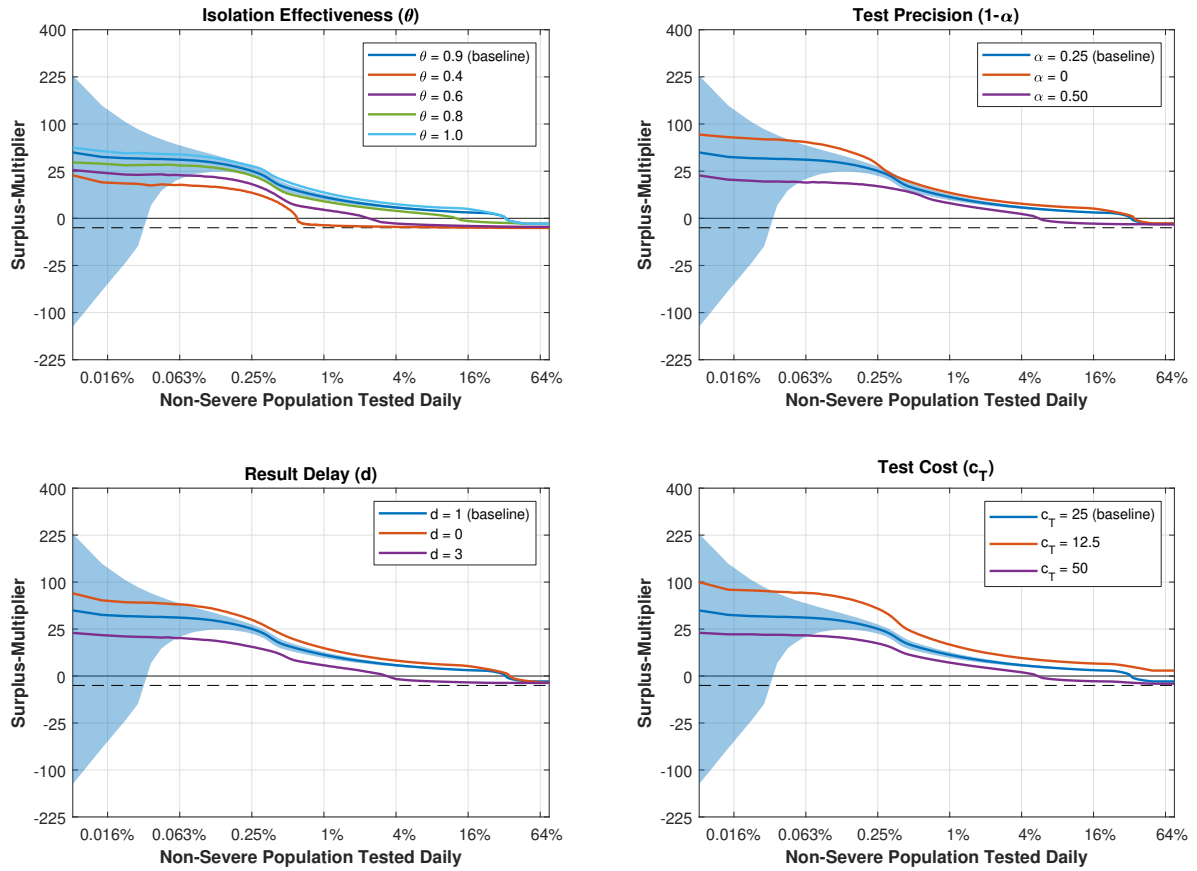 Isolation Effectiveness (θ)
400
225
100
25
0
-25
-100
-225
Surplus-Multiplier
θ = 0.9 (baseline)
θ = 0.4
θ = 0.6
θ = 0.8
θ = 1.0
0.016% 0.063% 0.25% 1% 4% 16% 64%
Non-Severe Population Tested Daily
Test Precision (1-α)
400
225
100
25
0
-25
-100
-225
Surplus-Multiplier
α = 0.25 (baseline)
α = 0
α = 0.50
0.016% 0.063% 0.25% 1% 4% 16% 64%
Non-Severe Population Tested Daily
Result Delay (d)
400
225
100
25
0
-25
-100
-225
Surplus-Multiplier
d = 1 (baseline)
d = 0
d = 3
0.016% 0.063% 0.25% 1% 4% 16% 64%
Non-Severe Population Tested Daily
Test Cost (c_T)
400
225
100
25
0
-25
-100
-225
Surplus-Multiplier
c_T = 25 (baseline)
c_T = 12.5
c_T = 50
0.016% 0.063% 0.25% 1% 4% 16% 64%
Non-Severe Population Tested Daily